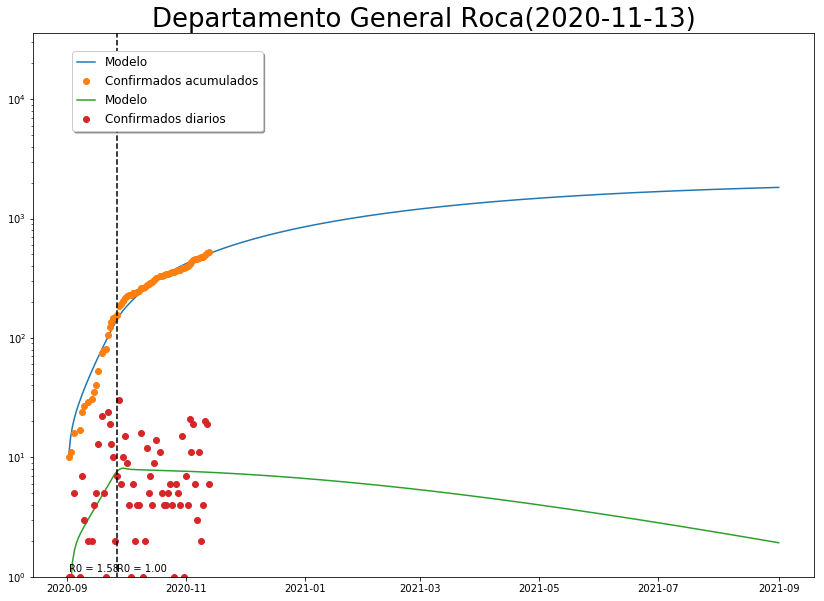 Departamento General Roca(2020-11-13)
Modelo
Confirmados acumulados
Modelo
Confirmados diarios
10^4
10^3
10^2
10^1
10^0
R0 = 1.58
R0 = 1.00
2020-09
2020-11
2021-01
2021-03
2021-05
2021-07
2021-09